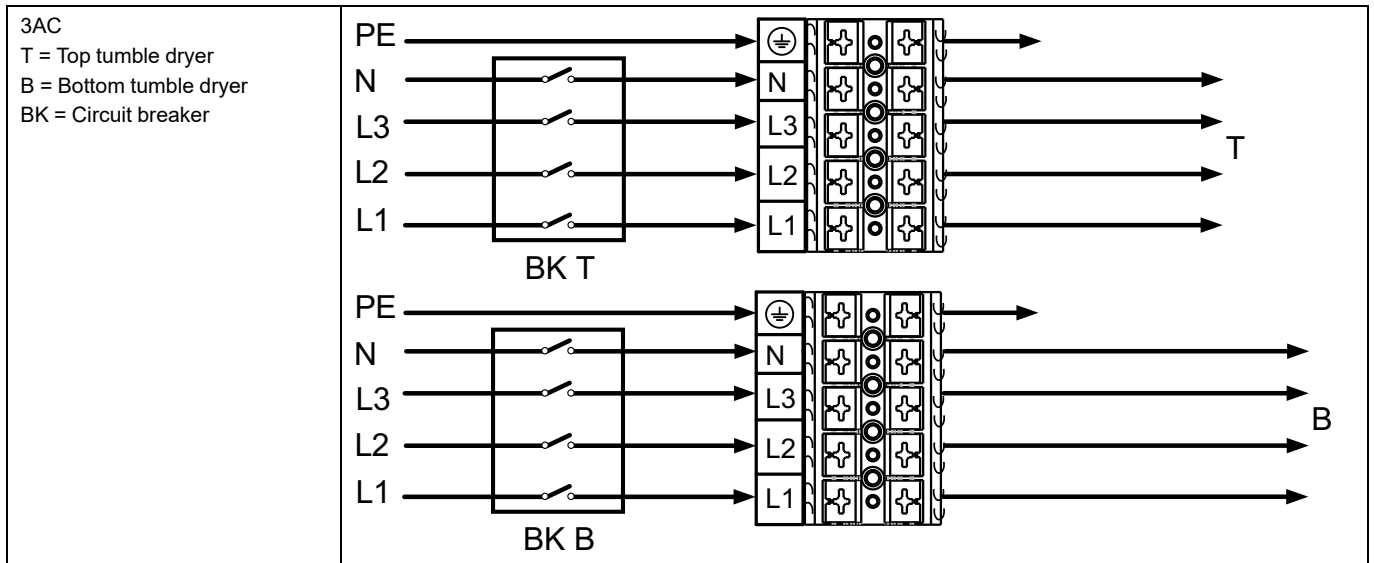 3AC
T = Top tumble dryer
B = Bottom tumble dryer
BK = Circuit breaker
PE
N N
L3 L3
L2 L2
L1 L1
T
BK T
PE
N N
L3 L3
L2 L2
L1 L1
B
BK B